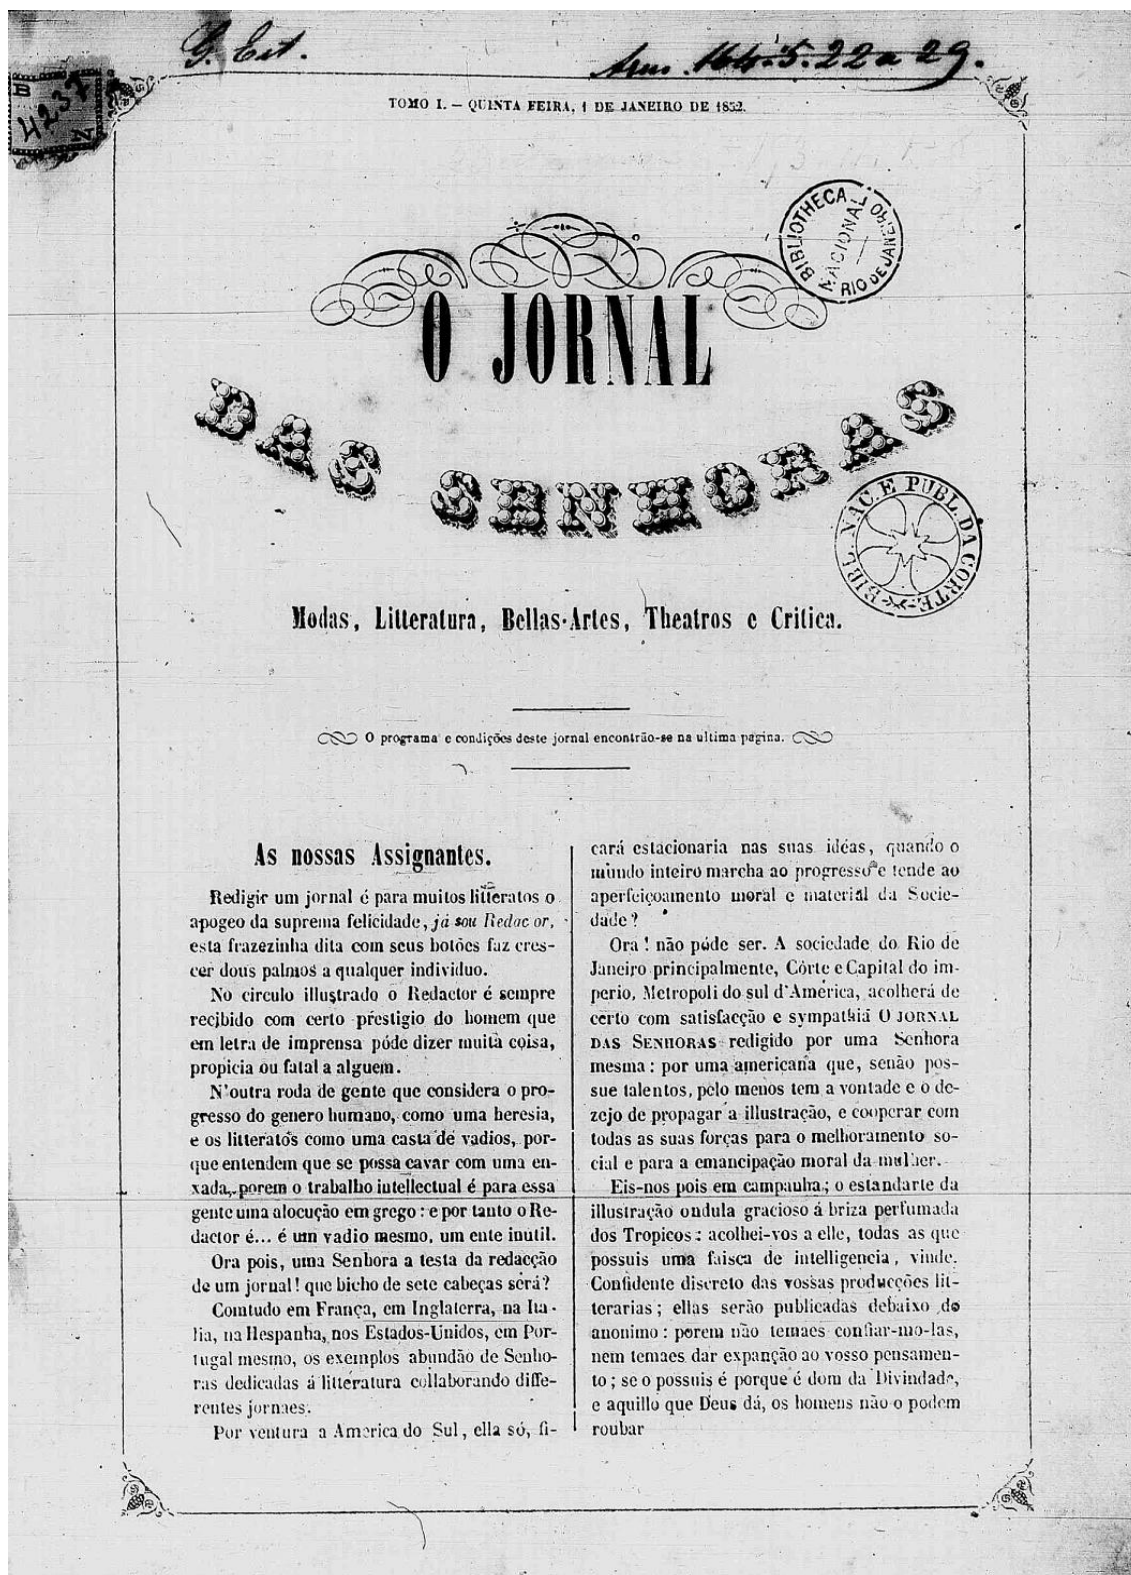 G. Est.
Arm. 164.5.22 a 29.
B
4237
N
TOMO I. — QUINTA FEIRA, 1 DE JANEIRO DE 1852.
BIBLIOTHECA
NACIONAL
RIO DE JANEIRO
O JORNAL
DAS SENHORAS
BIBL. NAC. E PUBL. DA CORTE
Modas, Litteratura, Bellas-Artes, Theatros e Critica.
O programa e condições deste jornal encontrão-se na ultima pagina.
As nossas Assignantes.
Redigir um jornal é para muitos litteratos o
apogeo da suprema felicidade, já sou Redac or,
esta frazezinha dita com seus botões faz cres-
cer dous palmos a qualquer individuo.
No circulo illustrado o Redactor é sempre
recibido com certo prestigio do homem que
em letra de imprensa póde dizer muita coisa,
propicia ou fatal a alguem.
N'outra roda de gente que considera o pro-
gresso do genero humano, como uma heresia,
e os litteratos como uma casta de vadios, por-
que entendem que se possa cavar com uma en-
xada, porem o trabalho intellectual é para essa
gente uma alocução em grego : e por tanto o Re-
dactor é... é um vadio mesmo, um ente inutil.
Ora pois, uma Senhora a testa da redacção
de um jornal! que bicho de sete cabeças será?
Comtudo em França, em Inglaterra, na Ita-
lia, na Hespanha, nos Estados-Unidos, em Por-
tugal mesmo, os exemplos abundão de Senho-
ras dedicadas á litteratura collaborando diffe-
rentes jornaes.
Por ventura a America do Sul, ella só, fi-
cará estacionaria nas suas idéas, quando o
mundo inteiro marcha ao progresso e tende ao
aperfeiçoamento moral e material da Socie-
dade ?
Ora ! não póde ser. A sociedade do Rio de
Janeiro principalmente, Côrte e Capital do im-
perio, Metropoli do sul d'America, acolherá de
certo com satisfacção e sympathia O JORNAL
DAS SENHORAS redigido por uma Senhora
mesma : por uma americana que, senão pos-
sue talentos, pelo menos tem a vontade e o de-
zejo de propagar a illustração, e cooperar com
todas as suas forças para o melhoramento so-
cial e para a emancipação moral da mulher.
Eis-nos pois em campanha ; o estandarte da
illustração ondula gracioso á briza perfumada
dos Tropicos : acolhei-vos a elle, todas as que
possuis uma faisca de intelligencia, vinde.
Confidente discreto das vossas producções lit-
terarias ; ellas serão publicadas debaixo do
anonimo : porem não temaes confiar-mo-las,
nem temaes dar expanção ao vosso pensamen-
to ; se o possuis é porque é dom da Divindade,
e aquillo que Deus dá, os homens não o podem
roubar